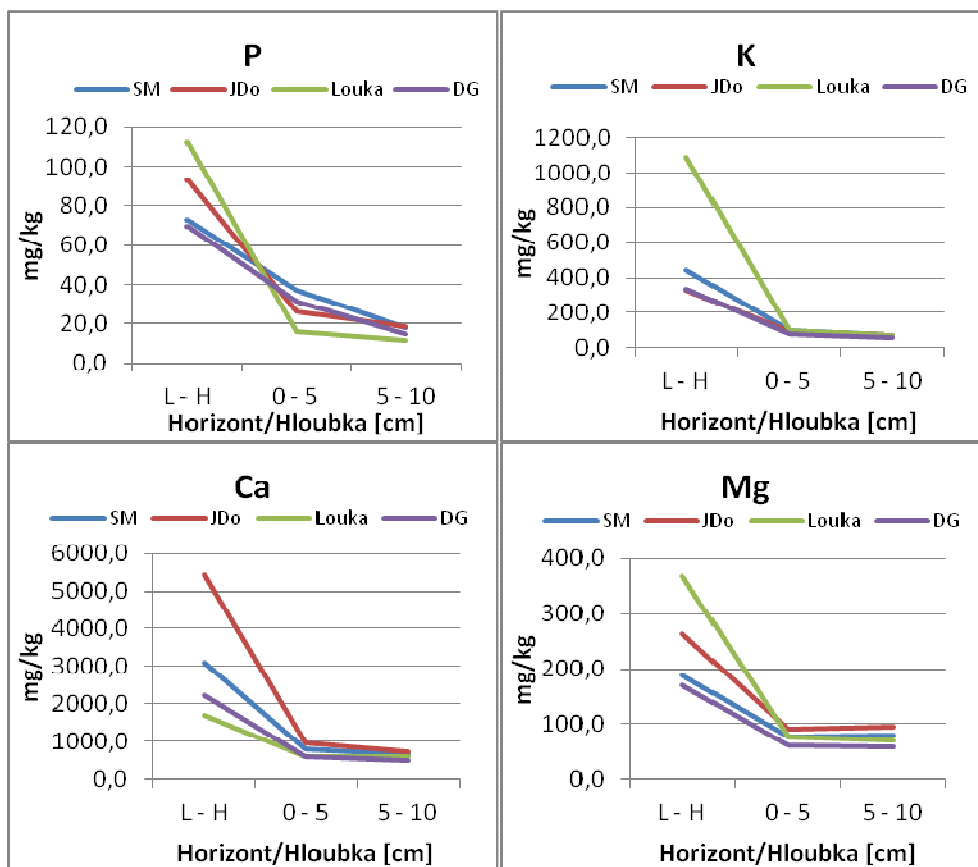 P
SM JDo Louka DG
120,0
100,0
80,0
60,0
40,0
20,0
0,0
mg/kg
L - H 0 - 5 5 - 10
Horizont/Hloubka [cm]
K
SM JDo Louka DG
1200,0
1000,0
800,0
600,0
400,0
200,0
0,0
mg/kg
L - H 0 - 5 5 - 10
Horizont/Hloubka [cm]
Ca
SM JDo Louka DG
6000,0
5000,0
4000,0
3000,0
2000,0
1000,0
0,0
mg/kg
L - H 0 - 5 5 - 10
Horizont/Hloubka [cm]
Mg
SM JDo Louka DG
400,0
300,0
200,0
100,0
0,0
mg/kg
L - H 0 - 5 5 - 10
Horizont/Hloubka [cm]